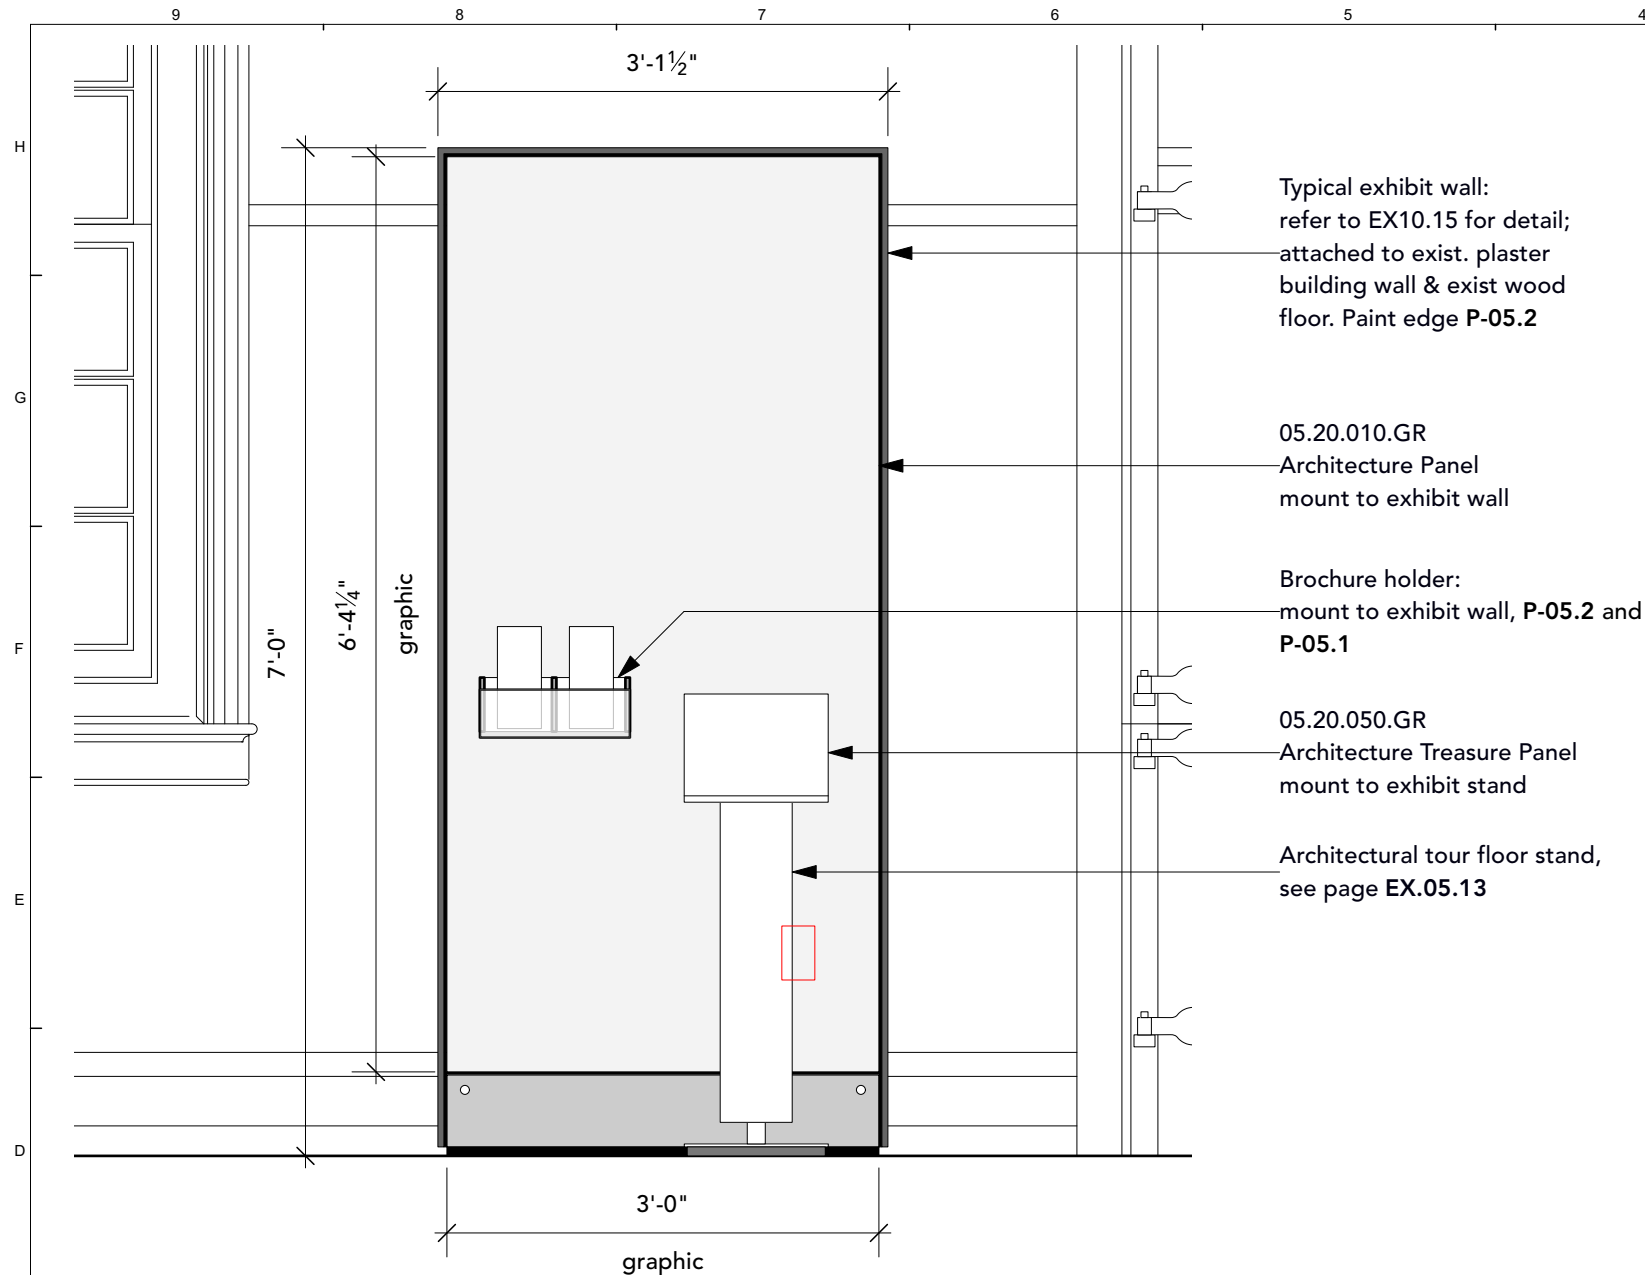 9 8 7 6 5 4
3'-1½"
H
G
F
E
D
7'-0"
6'-4¼"
graphic
Typical exhibit wall:
refer to EX10.15 for detail;
attached to exist. plaster
building wall & exist wood
floor. Paint edge P-05.2
05.20.010.GR
Architecture Panel
mount to exhibit wall
Brochure holder:
mount to exhibit wall, P-05.2 and
P-05.1
05.20.050.GR
Architecture Treasure Panel
mount to exhibit stand
Architectural tour floor stand,
see page EX.05.13
3'-0"
graphic